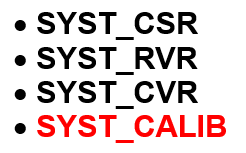 • SYST_CSR
• SYST_RVR
• SYST_CVR
• SYST_CALIB